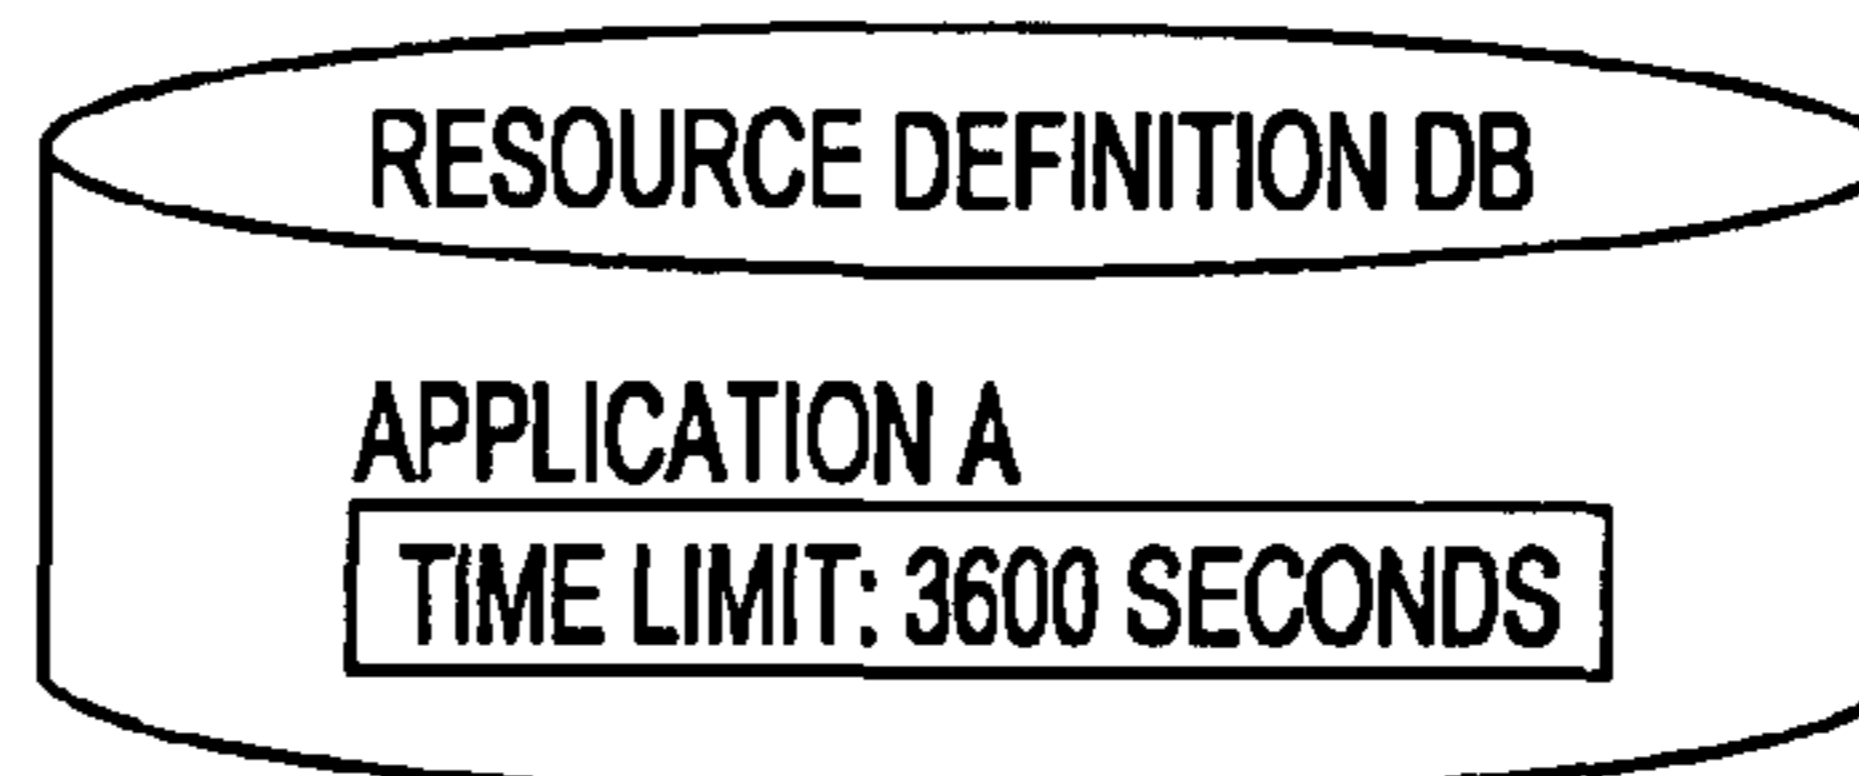 RESOURCE DEFINITION DB
APPLICATION A
TIME LIMIT: 3600 SECONDS